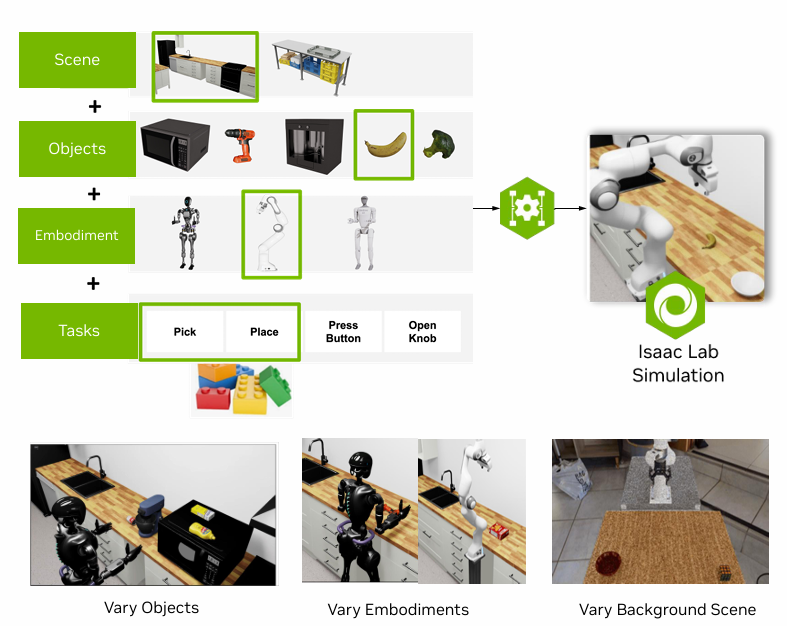 Scene
+
Objects
+
Embodiment
+
Tasks
Pick
Place
Press
Button
Open
Knob
Isaac Lab
Simulation
Vary Objects
Vary Embodiments
Vary Background Scene